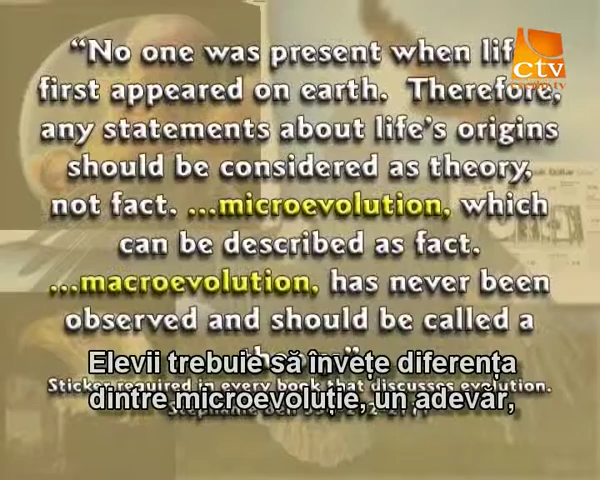 “No one was present when lif
first appeared on earth. Therefore,
any statements about life’s origins
should be considered as theory,
not fact. ...microevolution, which
can be described as fact.
...macroevolution, has never been
observed and should be called a
Elevii trebuie să învețe diferența
Sticker required in every book that discusses evolution.
dintre microevoluție, un adevăr,
ctv